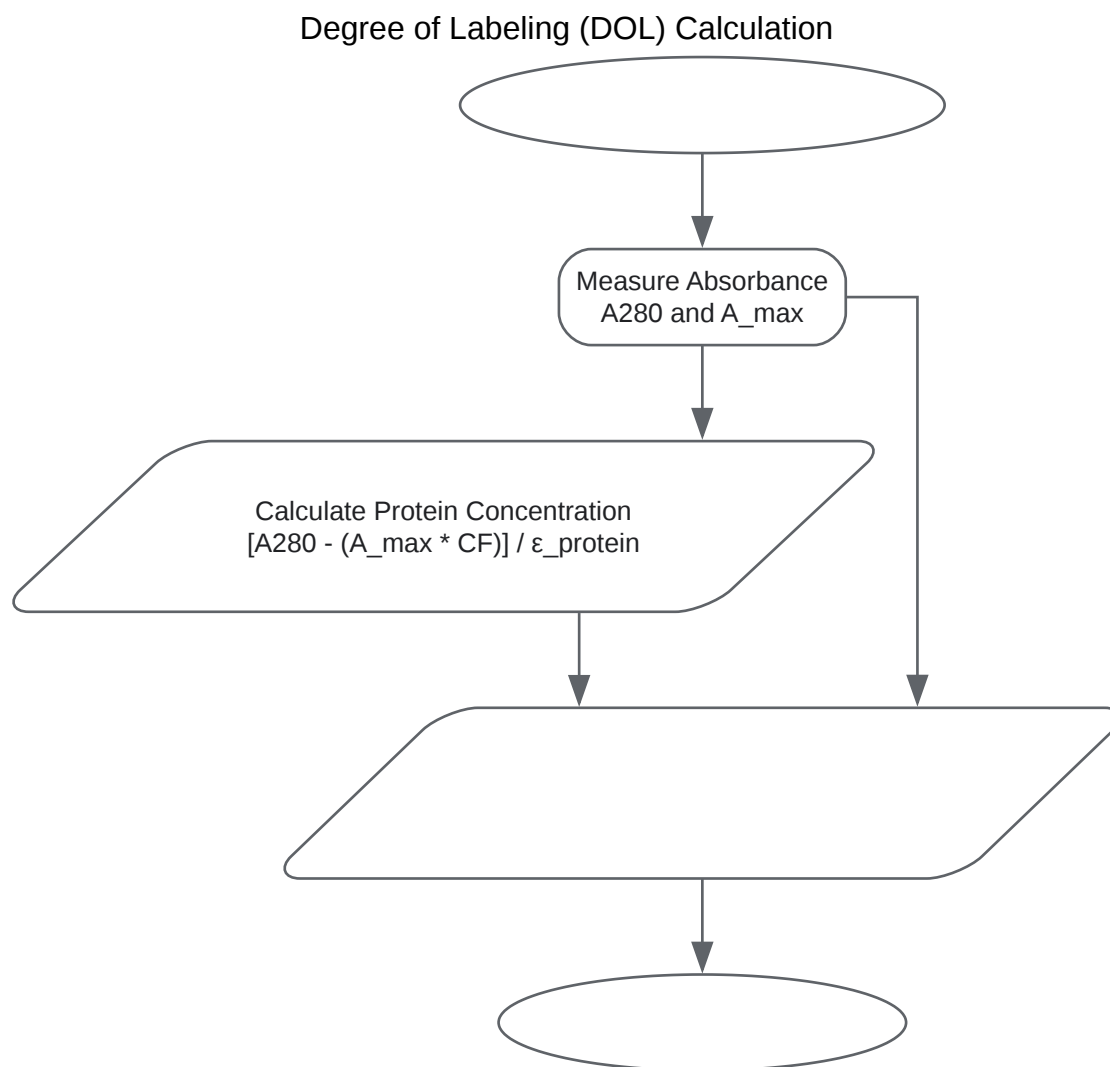 Degree of Labeling (DOL) Calculation
Measure Absorbance
A280 and A_max
Calculate Protein Concentration
[A280 - (A_max * CF)] / ε_protein